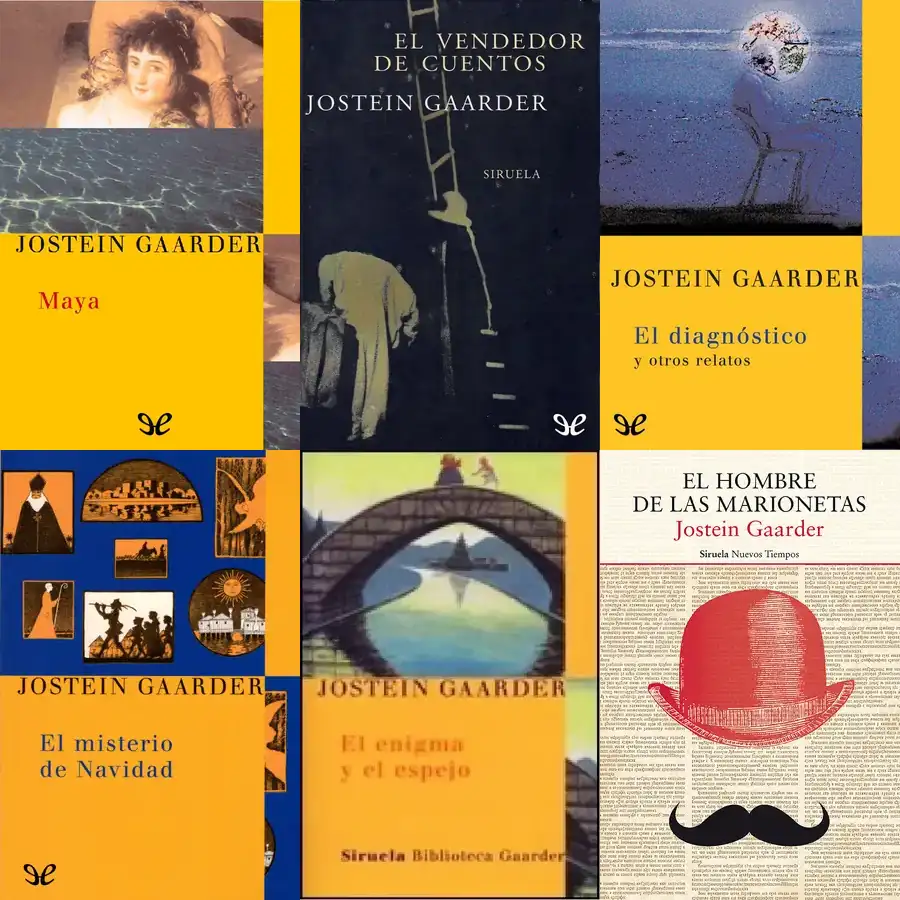 JOSTEIN GAARDER
Maya
EL VENDEDOR
DE CUENTOS
JOSTEIN GAARDER
SIRUELA
JOSTEIN GAARDER
El diagnóstico
y otros relatos
JOSTEIN GAARDER
El misterio
de Navidad
JOSTEIN GAARDER
El enigma
y el espejo
Siruela Biblioteca Gaarder
EL HOMBRE
DE LAS MARIONETAS
Jostein Gaarder
Siruela Nuevos Tiempos